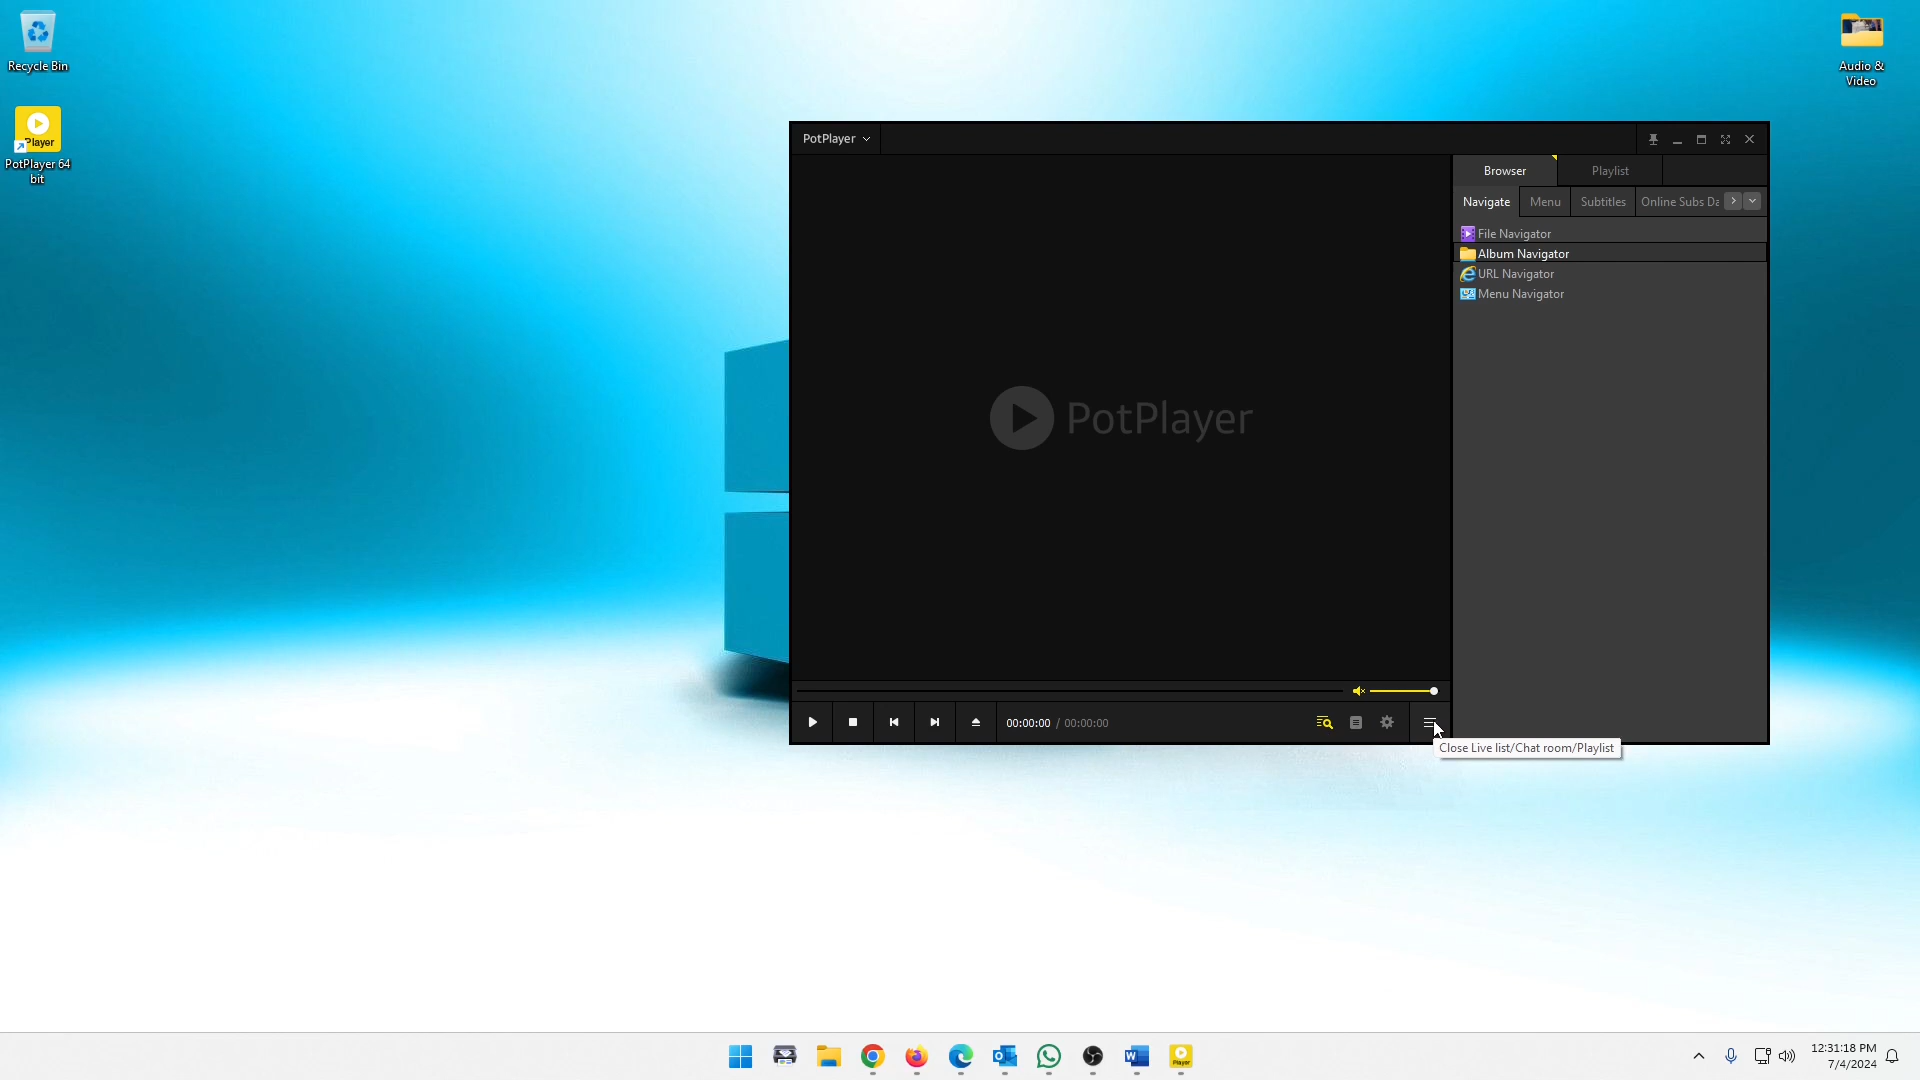 Recycle Bin
Player
PotPlayer 64
bit
Audio &
Video
PotPlayer
Browser
Playlist
Navigate
Menu
Subtitles
Online Subs Da
File Navigator
Album Navigator
URL Navigator
Menu Navigator
PotPlayer
00:00:00 / 00:00:00
Close Live list/Chat room/Playlist
Player
12:31:18 PM
7/4/2024